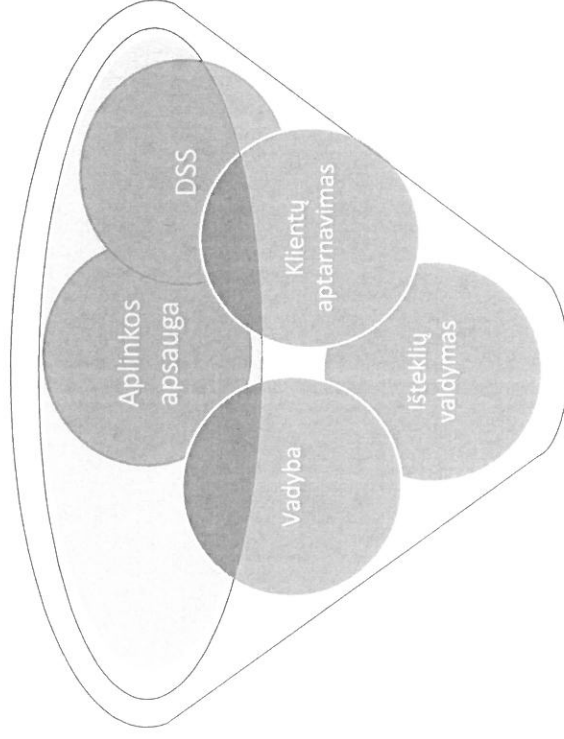 Aplinkos
apsauga
DSS
Vadyba
Klientų
aptarnavimas
Išteklių
valdymas